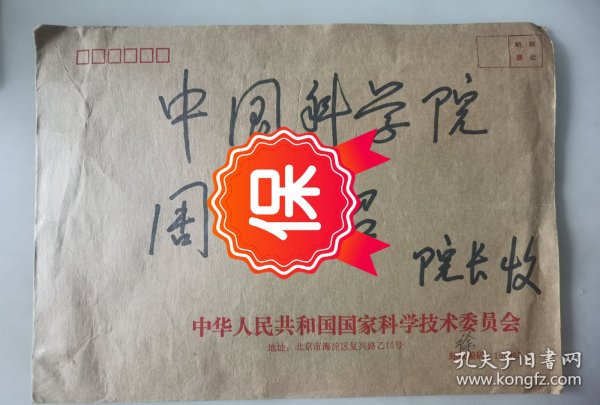 贴 邮
票 处
中国科学院
周
保
院长收
中华人民共和国国家科学技术委员会
地址：北京市海淀区复兴路乙15号
孔夫子旧书网
www.kongfz.com